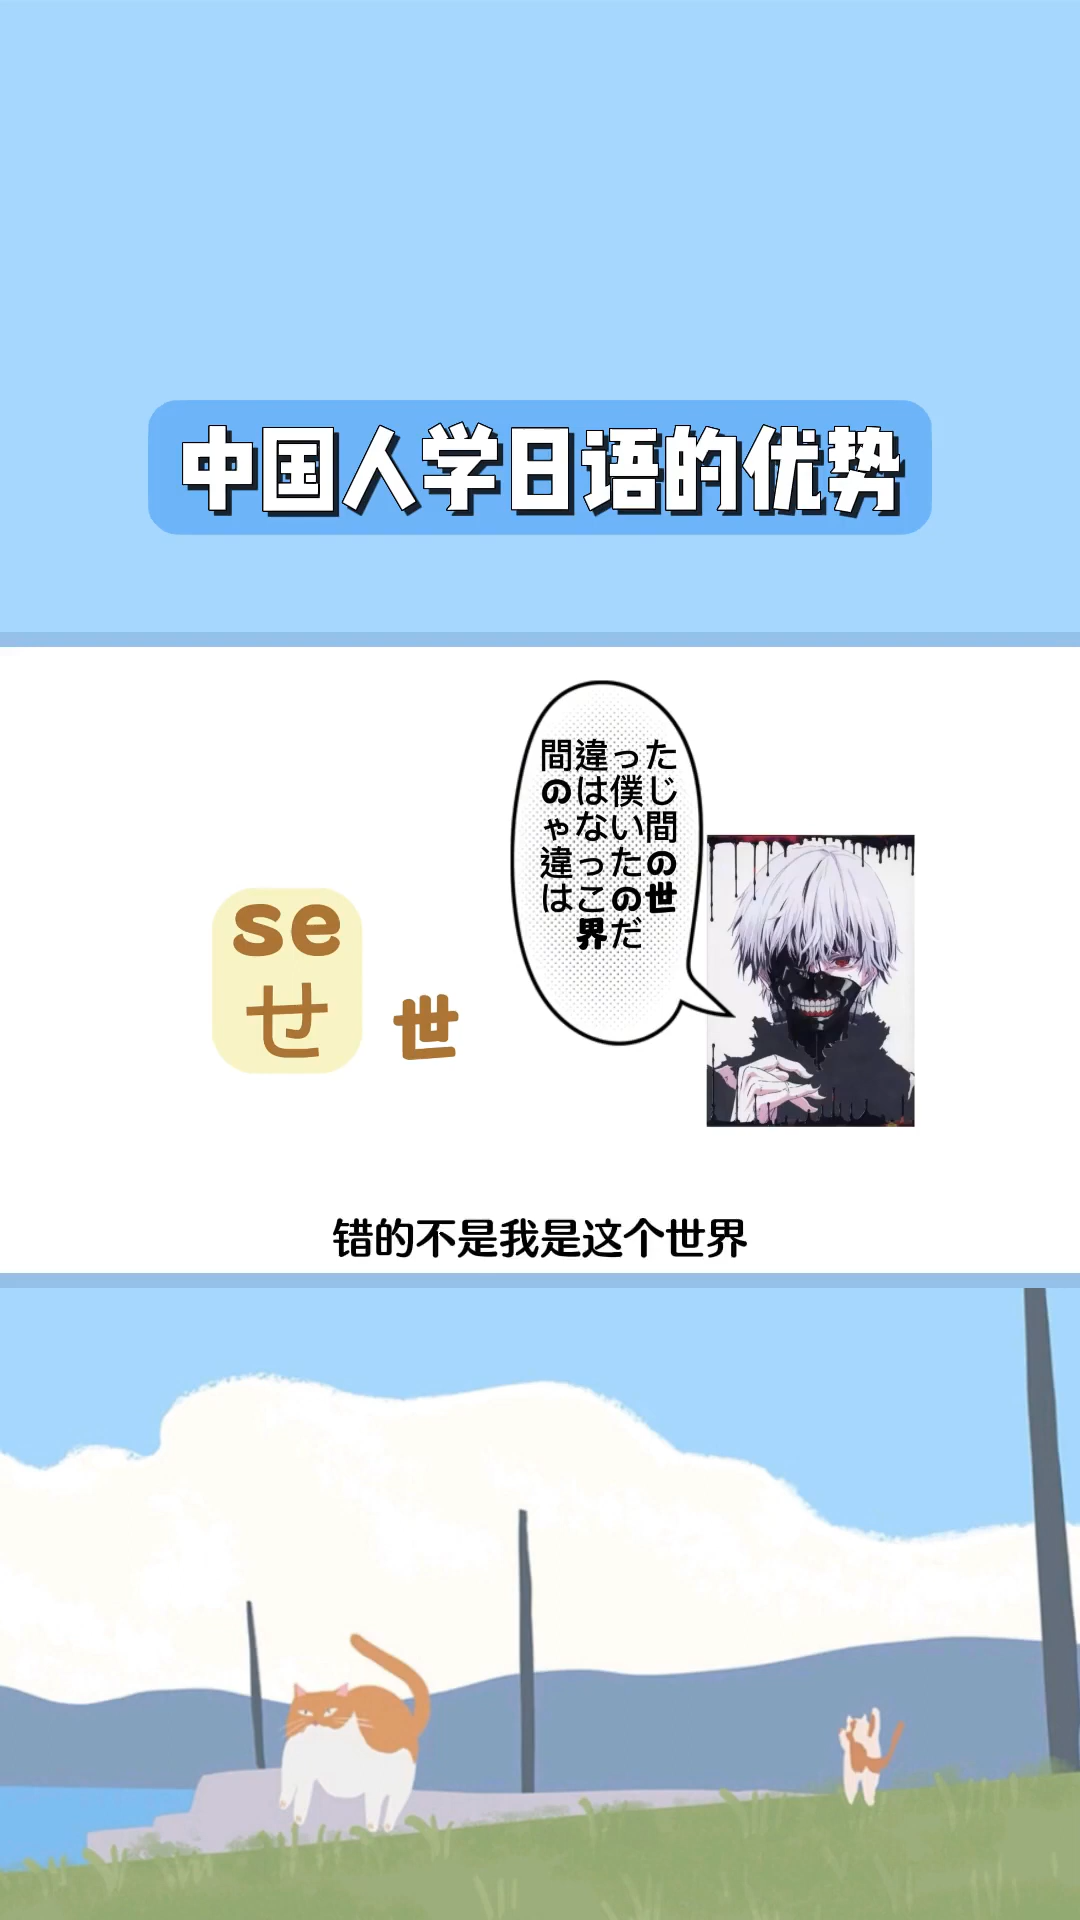 中国人学日语的优势
間違った
のは僕じ
ゃない間
違ったの
はこの世
界だ
se
せ
世
错的不是我是这个世界